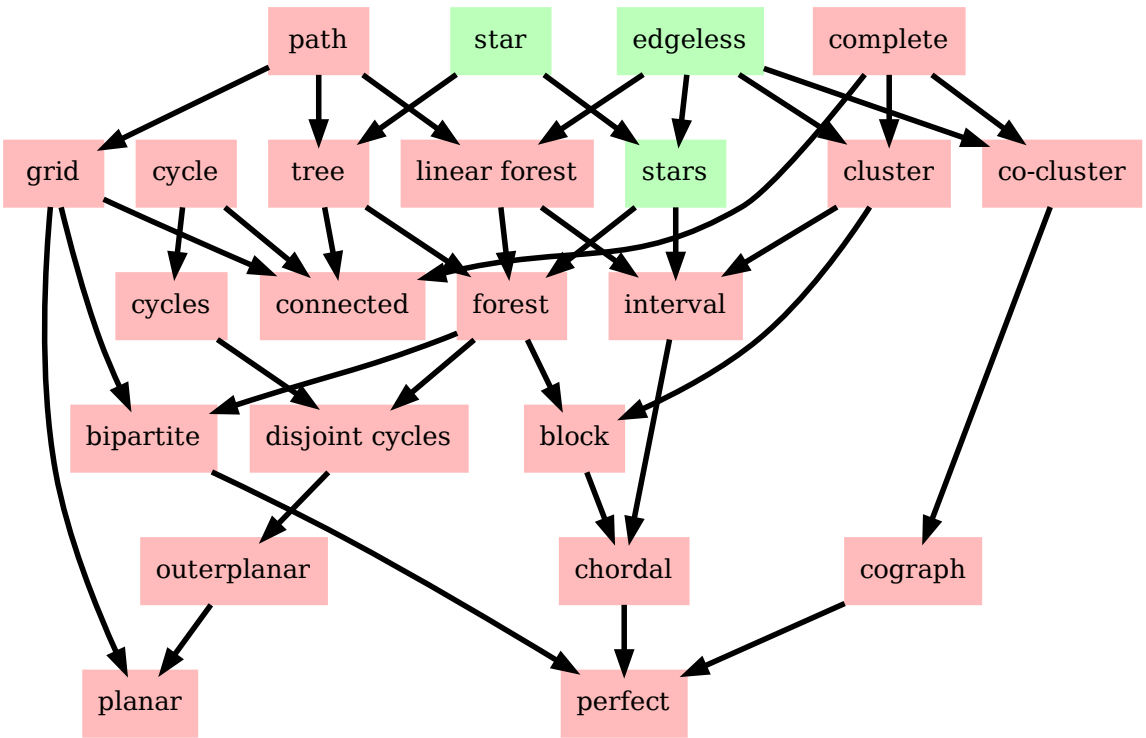 path
star
edgeless
complete
grid
cycle
tree
linear forest
stars
cluster
co-cluster
cycles
connected
forest
interval
bipartite
disjoint cycles
block
outerplanar
chordal
cograph
planar
perfect